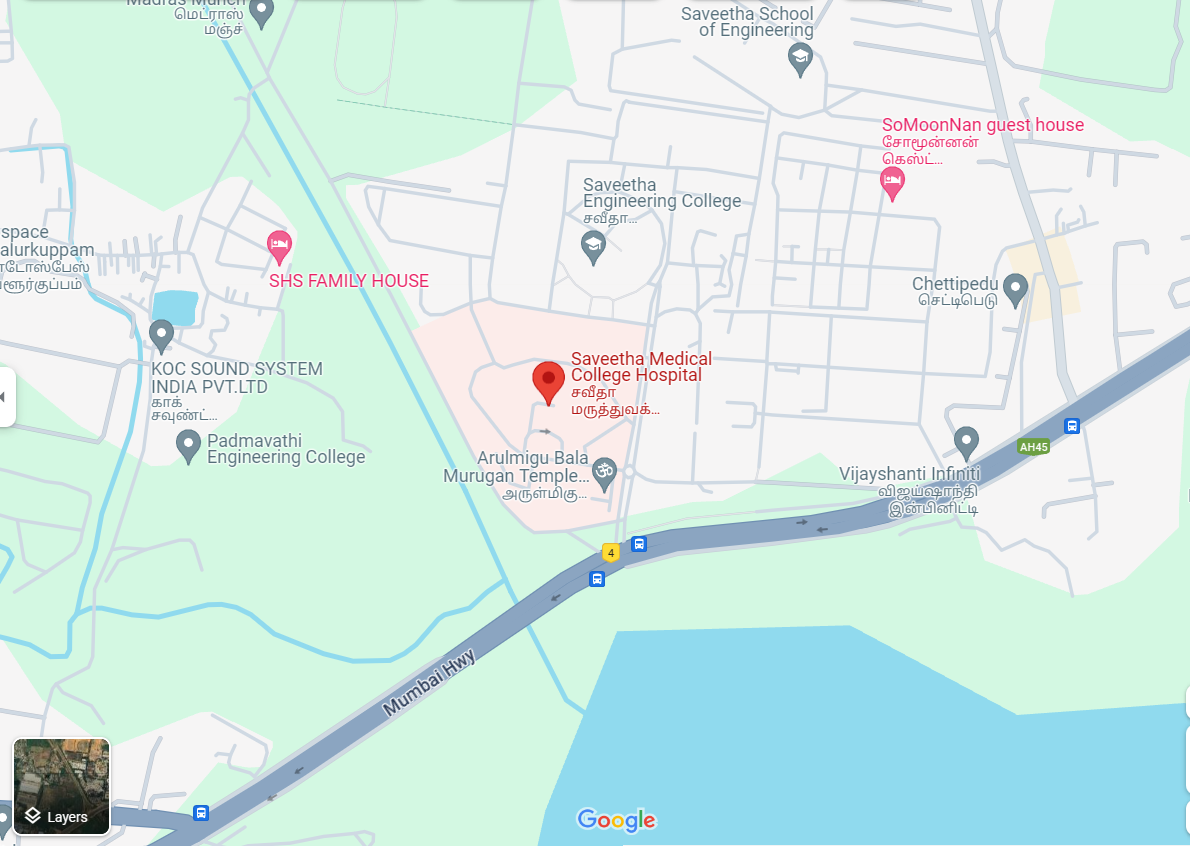 Madras Munch
மெட்ராஸ்
மஞ்ச்
Saveetha School
of Engineering
SoMoonNan guest house
சோமூன்னன்
கெஸ்ட்...
Saveetha
Engineering College
சவீதா...
space
alurkuppam
டோஸ்பேஸ்
ளூர்குப்பம்
SHS FAMILY HOUSE
Chettipedu
செட்டிபெடு
KOC SOUND SYSTEM
INDIA PVT.LTD
காக்
சவுண்ட்...
Saveetha Medical
College Hospital
சவீதா
மருத்துவக்...
Padmavathi
Engineering College
Arulmigu Bala
Murugan Temple...
அருள்மிகு...
AH45
Vijayshanti Infiniti
விஜய்ஷாந்தி
இன்பினிட்டி
4
Mumbai Hwy
Layers
Google